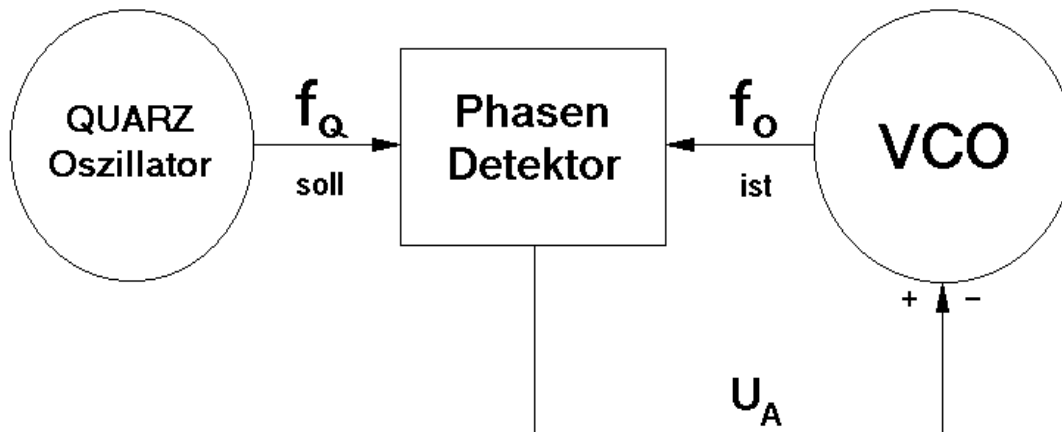 QUARZ
Oszillator
f_Q
soll
Phasen
Detektor
f_O
ist
VCO
+ −
U_A